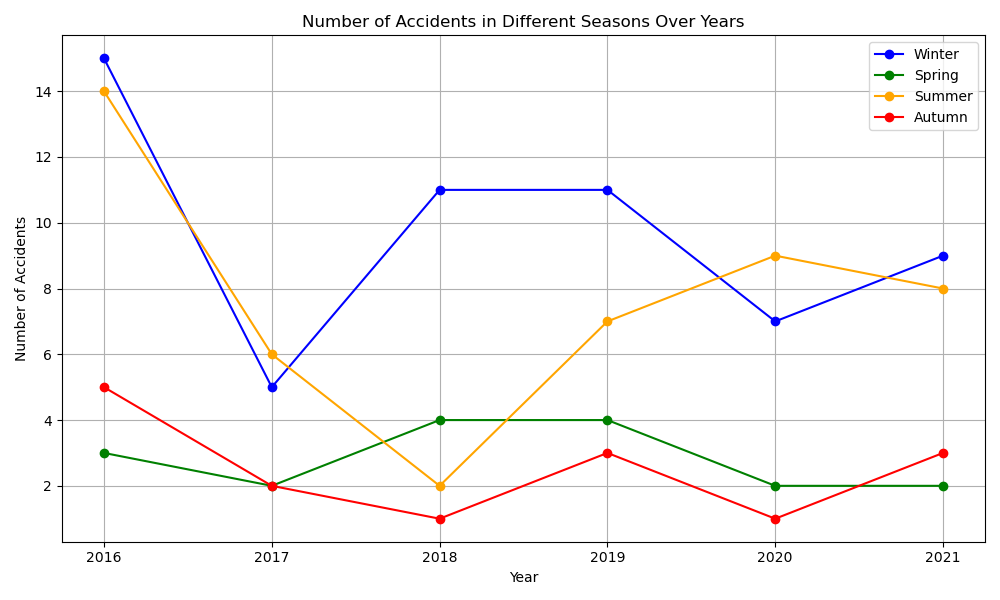 Number of Accidents in Different Seasons Over Years
Winter
Spring
Summer
Autumn
14
12
10
8
6
4
2
Number of Accidents
2016 2017 2018 2019 2020 2021
Year